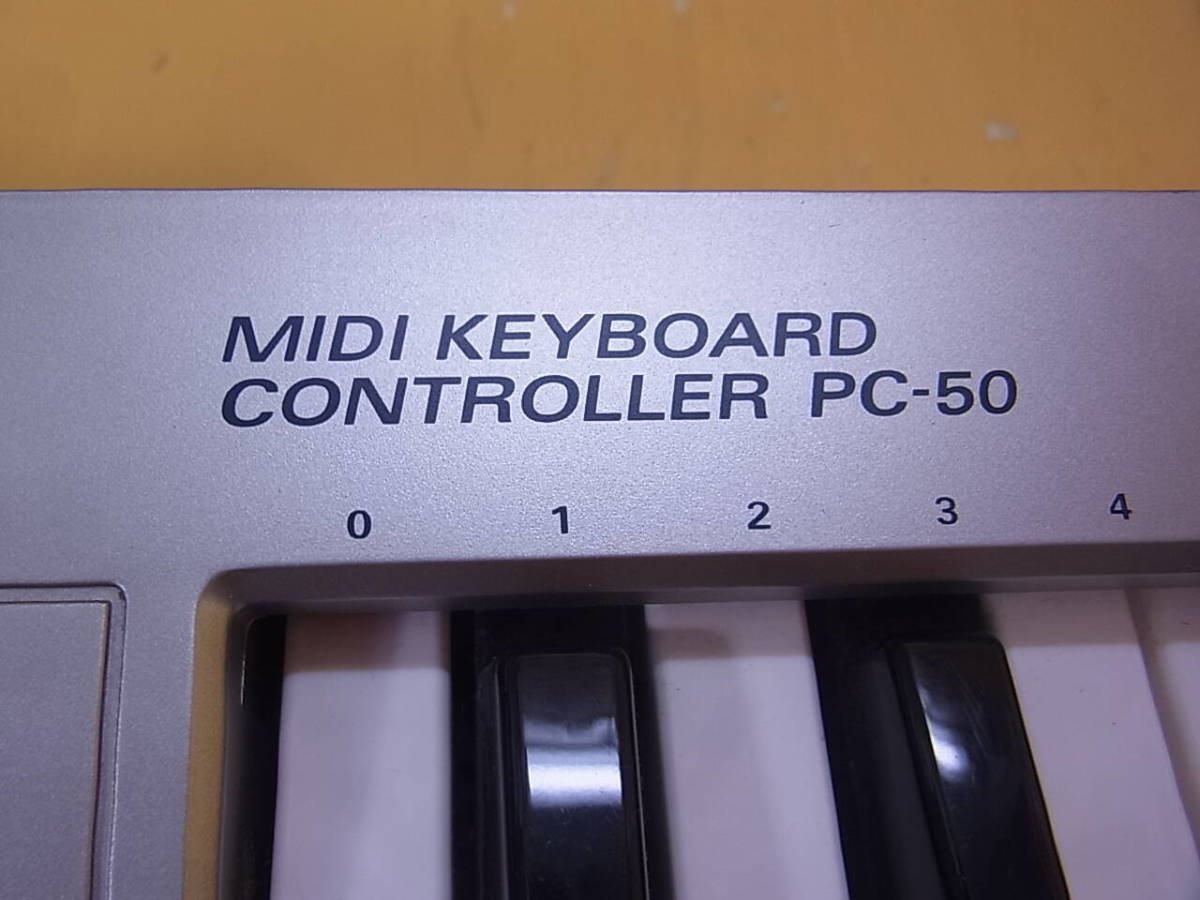 MIDI KEYBOARD
CONTROLLER PC-50
0 1 2 3 4